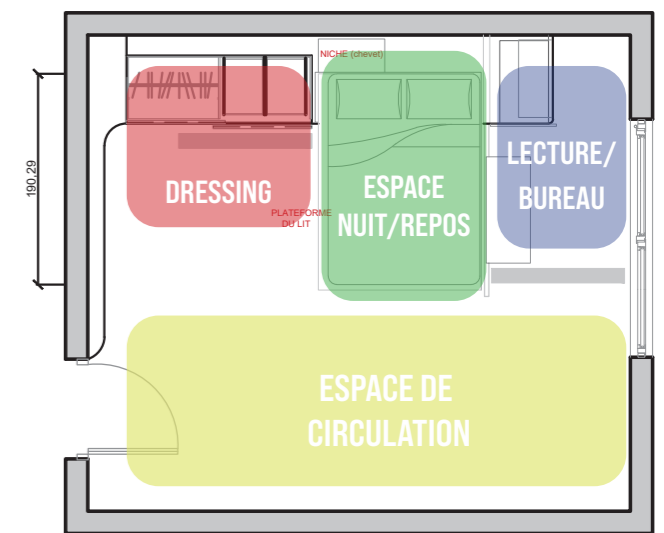 NICHE (chevet)
DRESSING
ESPACE
NUIT/REPOS
LECTURE/
BUREAU
PLATEFORME
DU LIT
190,29
ESPACE DE
CIRCULATION